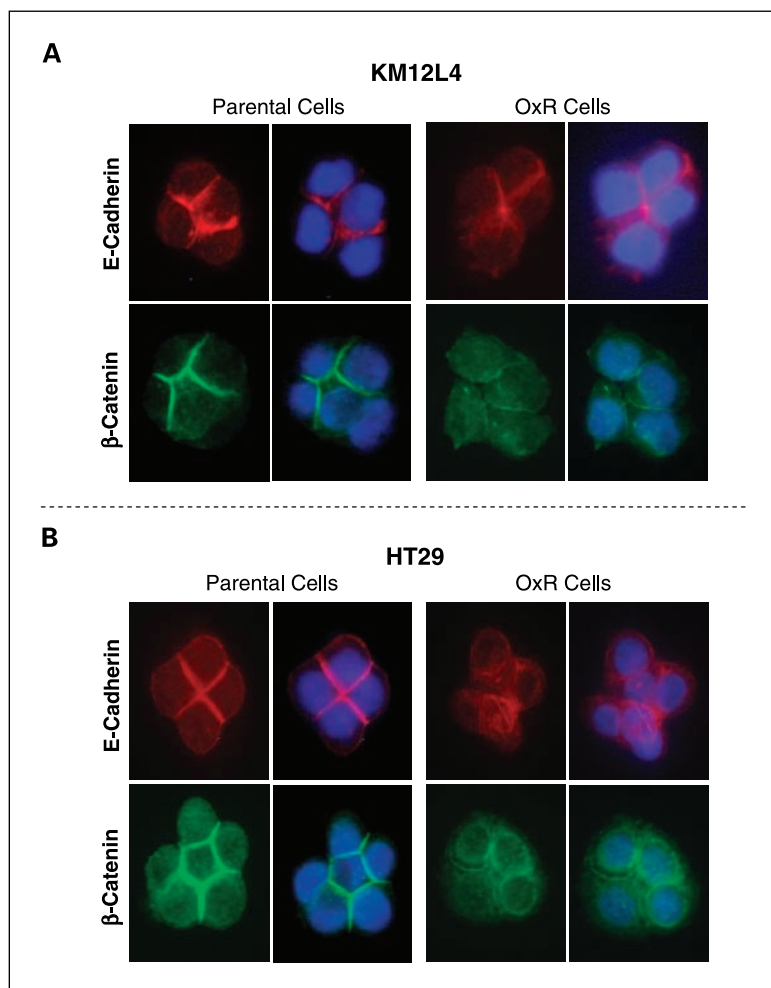 A
KM12L4
Parental Cells OxR Cells
E-Cadherin
β-Catenin
B
HT29
Parental Cells OxR Cells
E-Cadherin
β-Catenin